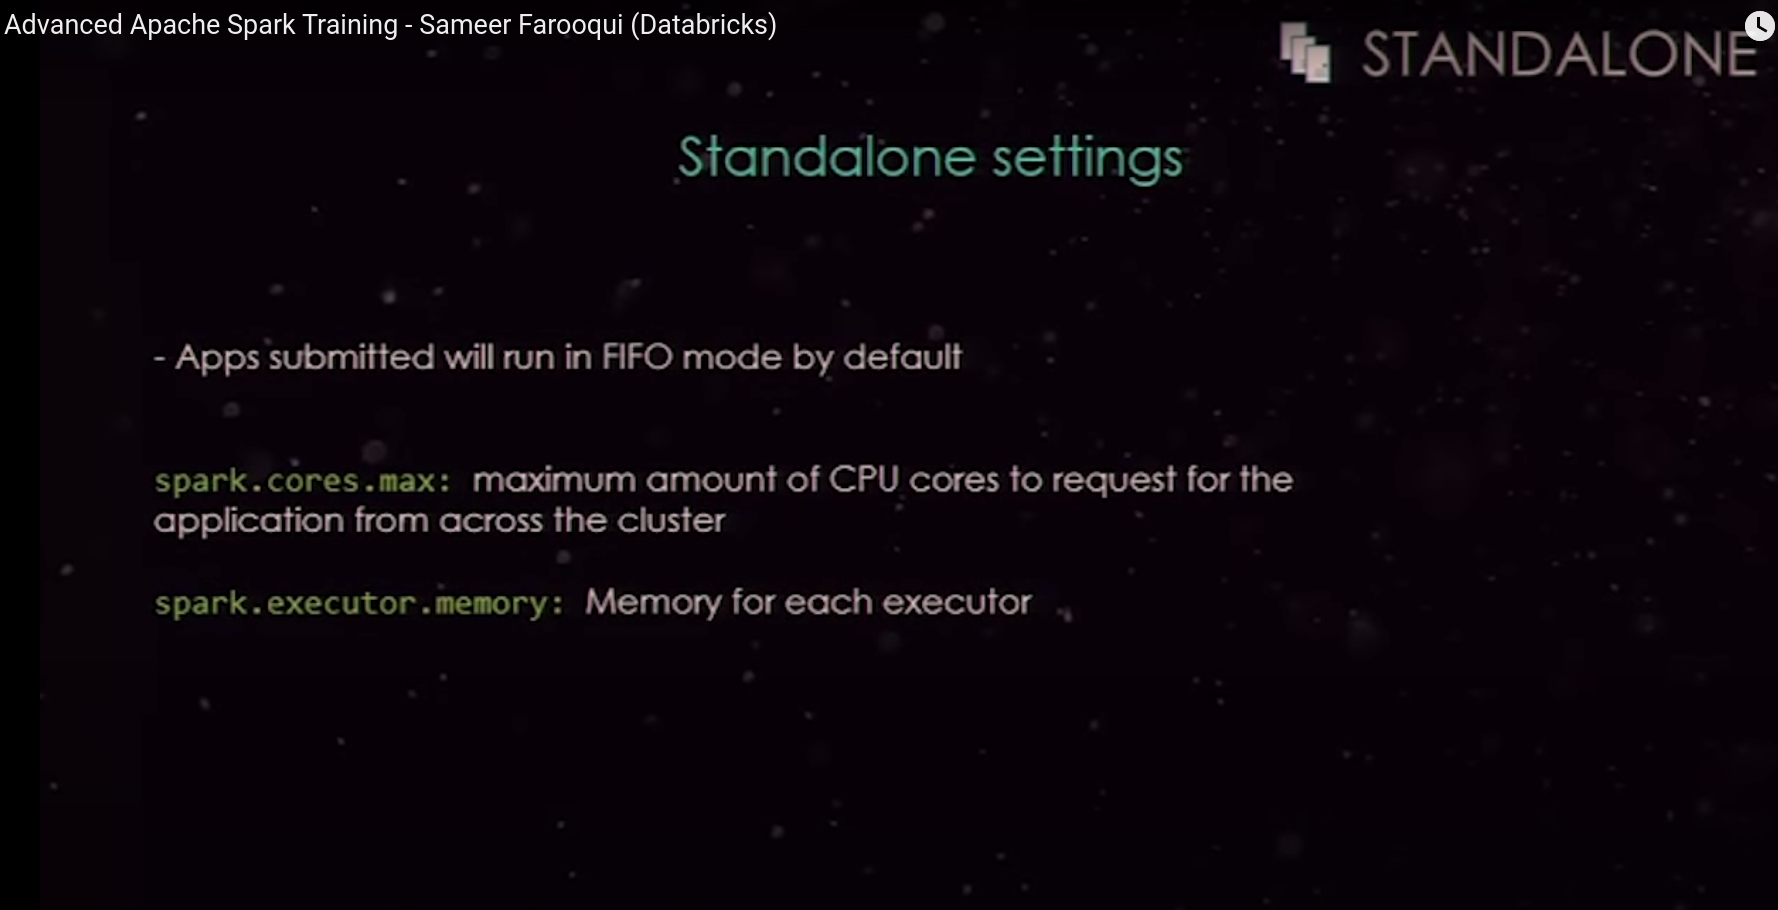 Advanced Apache Spark Training - Sameer Farooqui (Databricks)
STANDALONE
Standalone settings
- Apps submitted will run in FIFO mode by default
spark.cores.max: maximum amount of CPU cores to request for the
application from across the cluster
spark.executor.memory: Memory for each executor